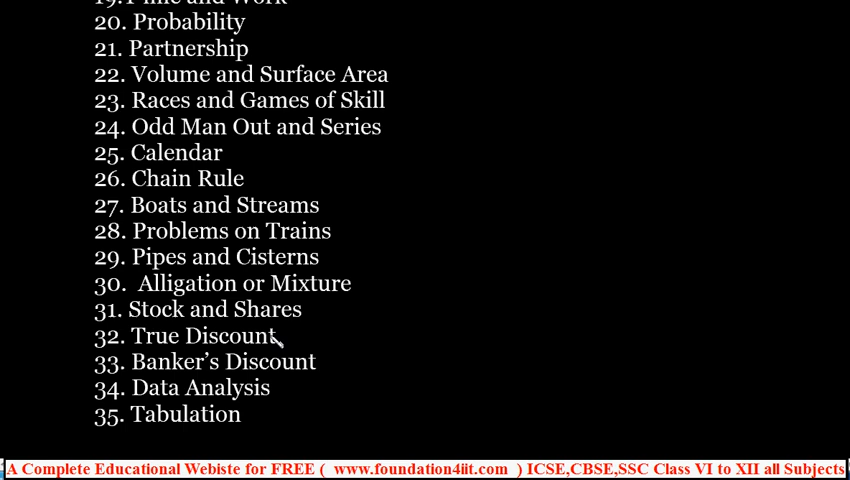 and Work
20. Probability
21. Partnership
22. Volume and Surface Area
23. Races and Games of Skill
24. Odd Man Out and Series
25. Calendar
26. Chain Rule
27. Boats and Streams
28. Problems on Trains
29. Pipes and Cisterns
30.  Alligation or Mixture
31. Stock and Shares
32. True Discount
33. Banker’s Discount
34. Data Analysis
35. Tabulation
A Complete Educational Webiste for FREE (  www.foundation4iit.com  ) ICSE,CBSE,SSC Class VI to XII all Subjects